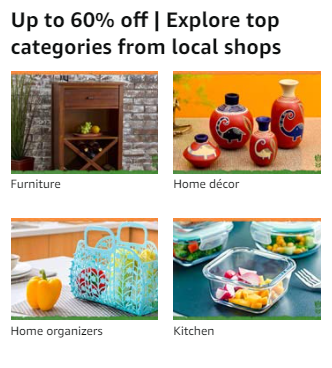 Up to 60% off | Explore top
categories from local shops
Furniture
Home décor
Home organizers
Kitchen